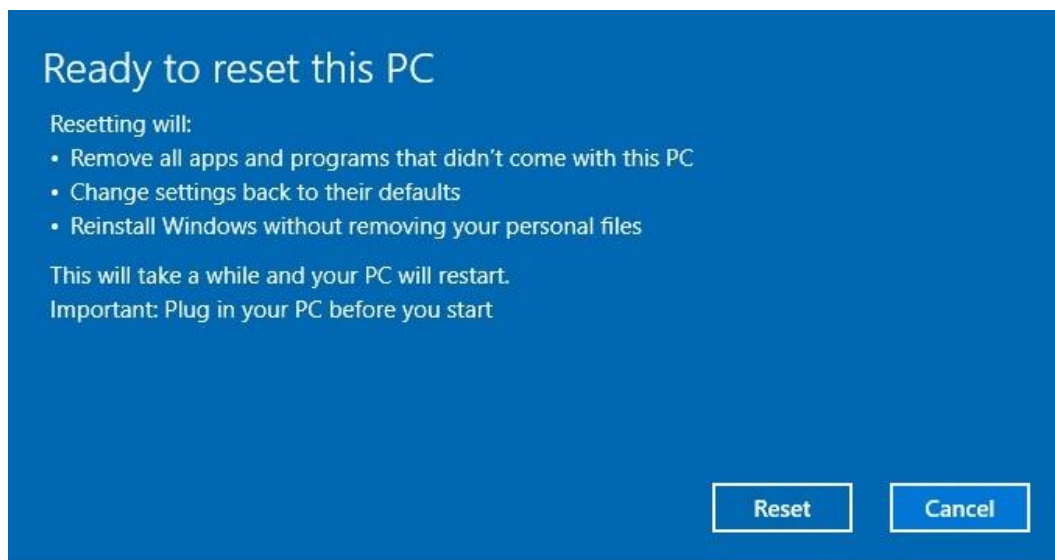 Ready to reset this PC
Resetting will:
• Remove all apps and programs that didn't come with this PC
• Change settings back to their defaults
• Reinstall Windows without removing your personal files
This will take a while and your PC will restart.
Important: Plug in your PC before you start
Reset
Cancel